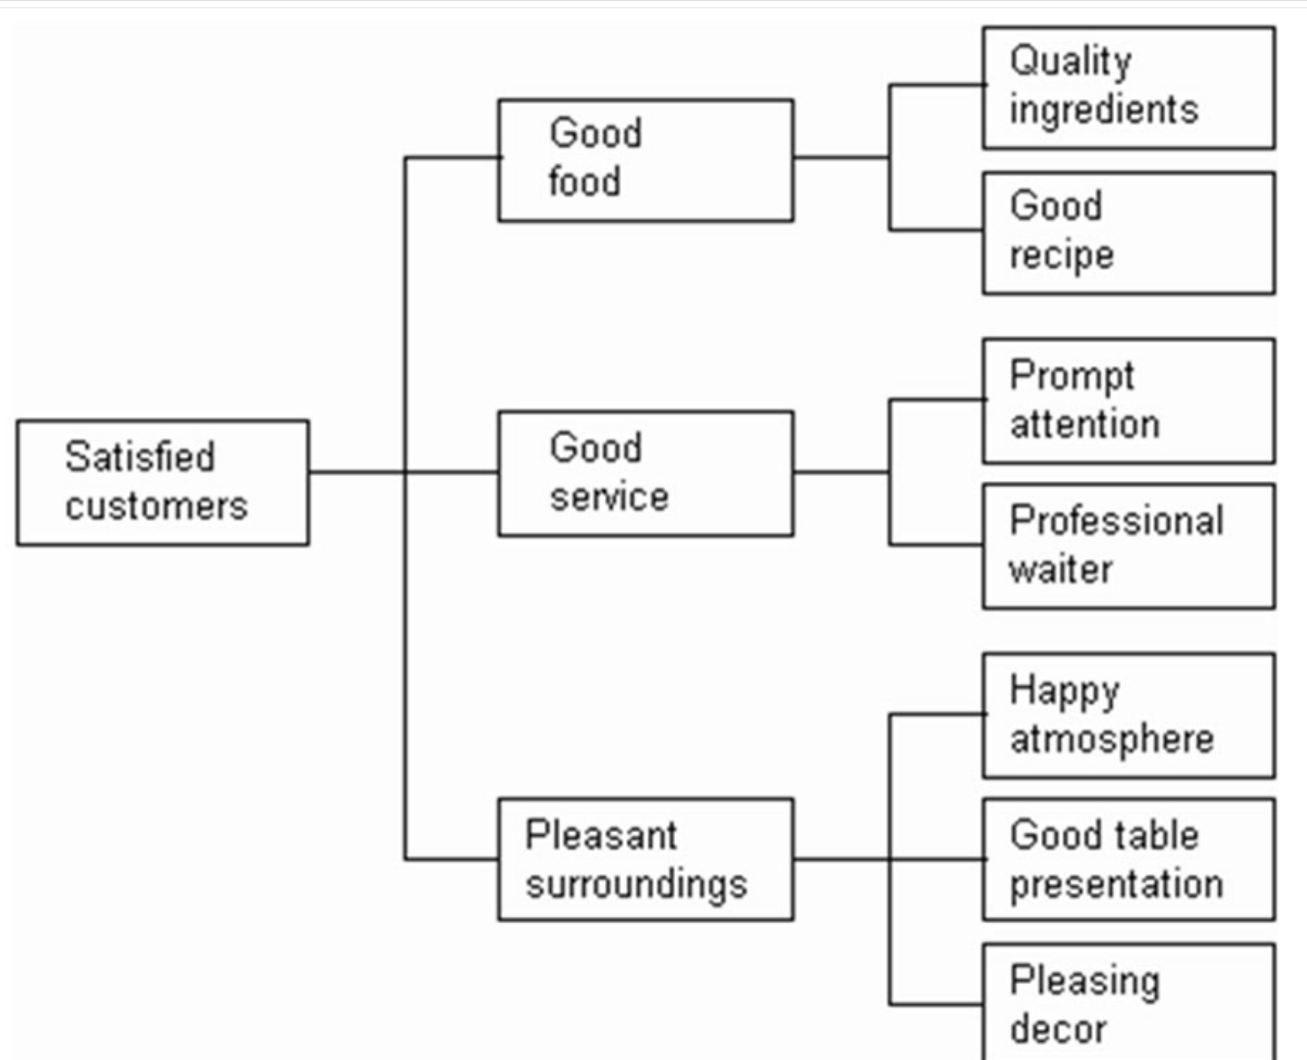 Satisfied
customers
Good
food
Quality
ingredients
Good
recipe
Good
service
Prompt
attention
Professional
waiter
Pleasant
surroundings
Happy
atmosphere
Good table
presentation
Pleasing
decor